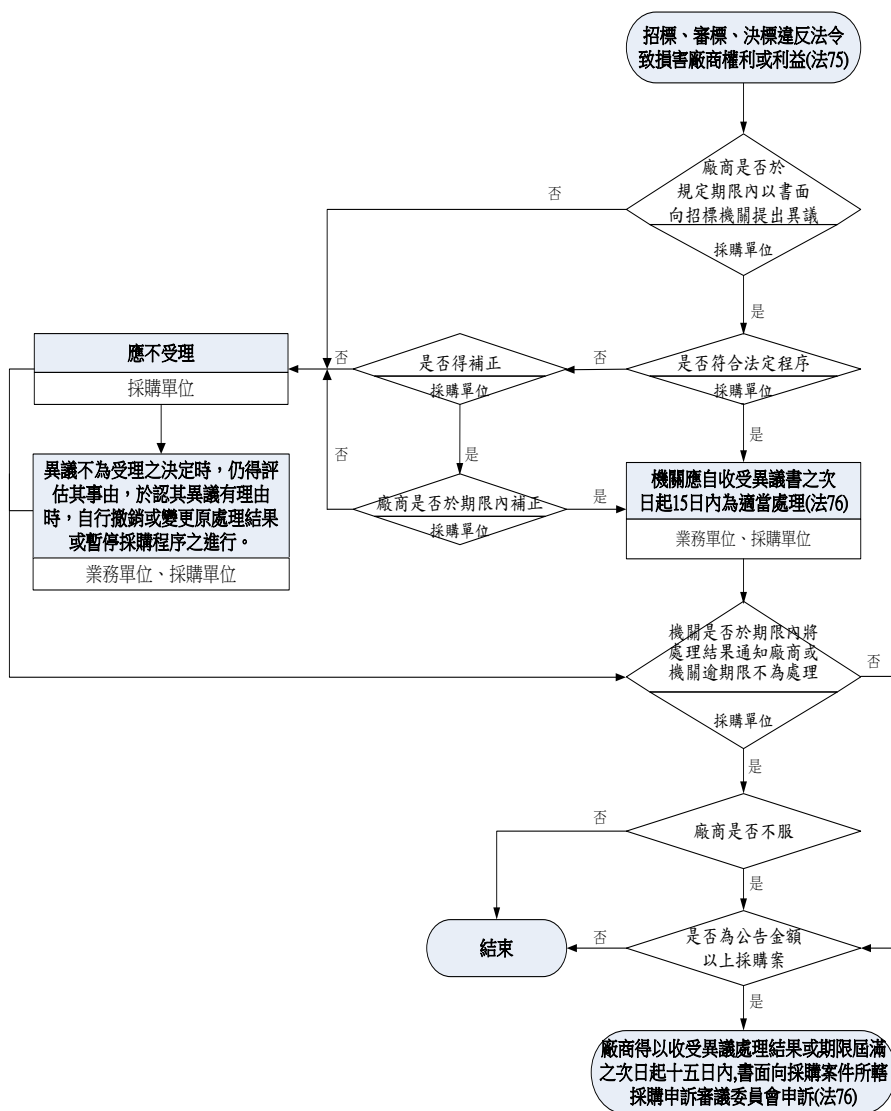 招標、審標、決標違反法令
致損害廠商權利或利益(法75)
廠商是否於
規定期限內以書面
向招標機關提出異議
採購單位
否
是
應不受理
採購單位
否
是否得補正
採購單位
否
是否符合法定程序
採購單位
是
異議不為受理之決定時，仍得評
估其事由，於認其異議有理由
時，自行撤銷或變更原處理結果
或暫停採購程序之進行。
業務單位、採購單位
否
是
廠商是否於期限內補正
採購單位
是
機關應自收受異議書之次
日起15日內為適當處理(法76)
業務單位、採購單位
機關是否於期限內將
處理結果通知廠商或
機關逾期限不為處理
採購單位
否
是
廠商是否不服
否
是
是否為公告金額
以上採購案
否
結束
是
廠商得以收受異議處理結果或期限屆滿
之次日起十五日內,書面向採購案件所轄
採購申訴審議委員會申訴(法76)